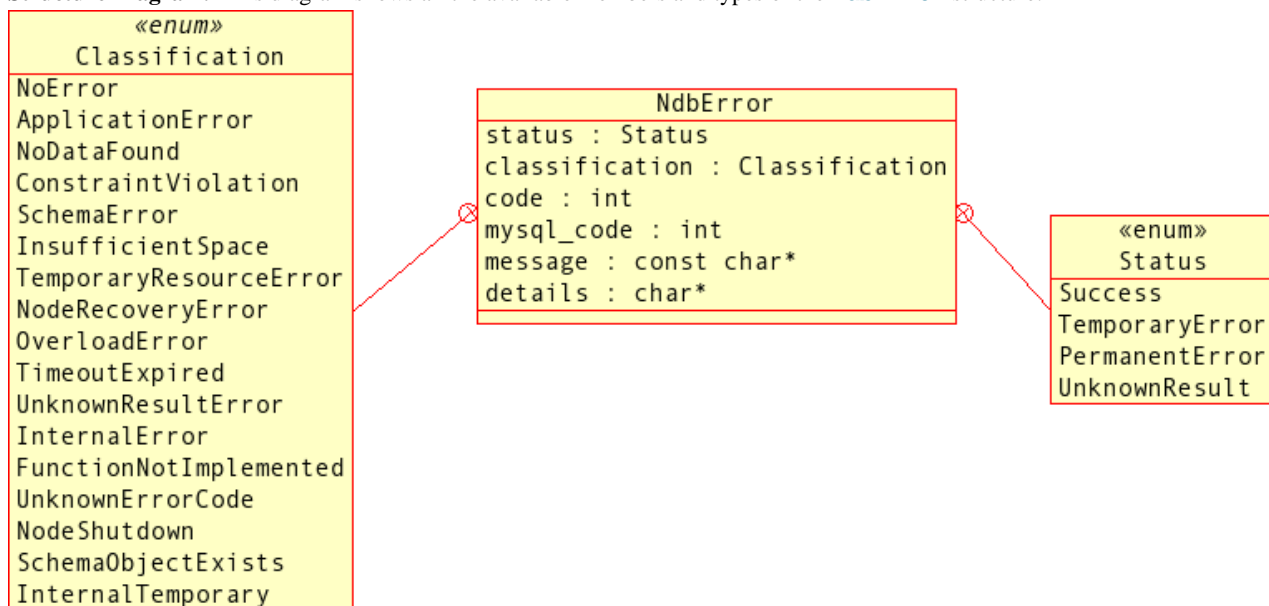 «enum»
Classification
NoError
ApplicationError
NoDataFound
ConstraintViolation
SchemaError
InsufficientSpace
TemporaryResourceError
NodeRecoveryError
OverloadError
TimeoutExpired
UnknownResultError
InternalError
FunctionNotImplemented
UnknownErrorCode
NodeShutdown
SchemaObjectExists
InternalTemporary
NdbError
status : Status
classification : Classification
code : int
mysql_code : int
message : const char*
details : char*
«enum»
Status
Success
TemporaryError
PermanentError
UnknownResult